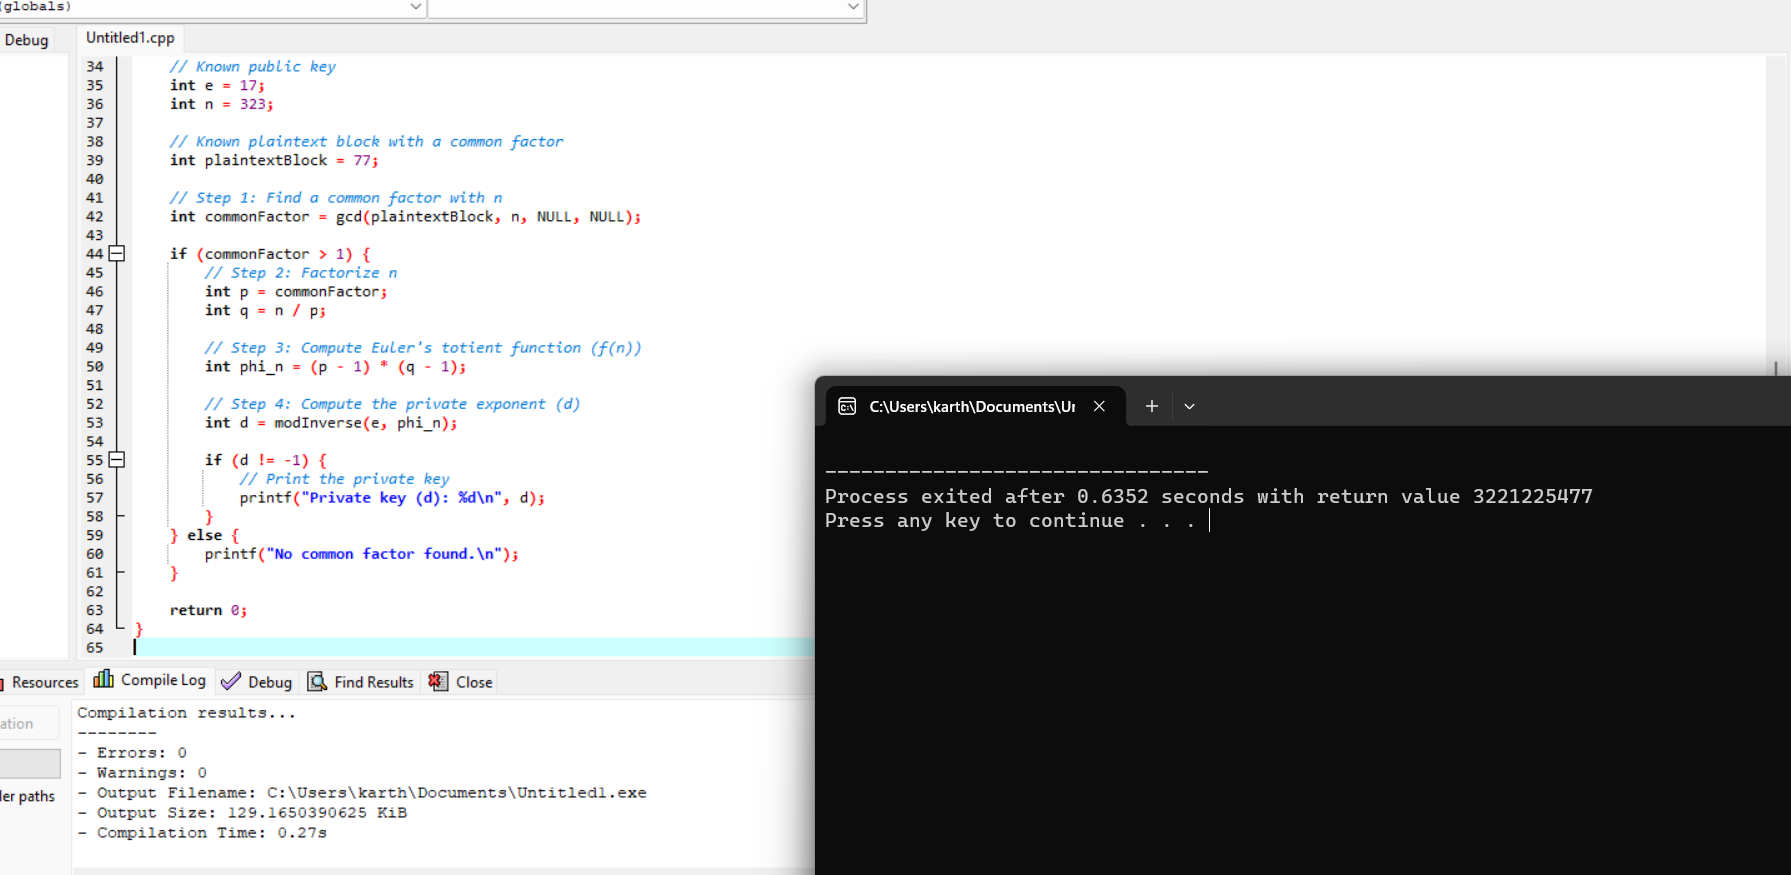 (globals)
Debug
Untitled1.cpp
34 // Known public key
35 int e = 17;
36 int n = 323;
37
38 // Known plaintext block with a common factor
39 int plaintextBlock = 77;
40
41 // Step 1: Find a common factor with n
42 int commonFactor = gcd(plaintextBlock, n, NULL, NULL);
43
44 if (commonFactor > 1) {
45 // Step 2: Factorize n
46 int p = commonFactor;
47 int q = n / p;
48
49 // Step 3: Compute Euler's totient function (f(n))
50 int phi_n = (p - 1) * (q - 1);
51
52 // Step 4: Compute the private exponent (d)
53 int d = modInverse(e, phi_n);
54
55 if (d != -1) {
56 // Print the private key
57 printf("Private key (d): %d\n", d);
58 }
59 } else {
60 printf("No common factor found.\n");
61 }
62
63 return 0;
64 }
65
C:\Users\karth\Documents\Ur
--------------------------------
Process exited after 0.6352 seconds with return value 3221225477
Press any key to continue . . .
Resources Compile Log Debug Find Results Close
ation
ler paths
Compilation results...
--------
- Errors: 0
- Warnings: 0
- Output Filename: C:\Users\karth\Documents\Untitled1.exe
- Output Size: 129.1650390625 KiB
- Compilation Time: 0.27s